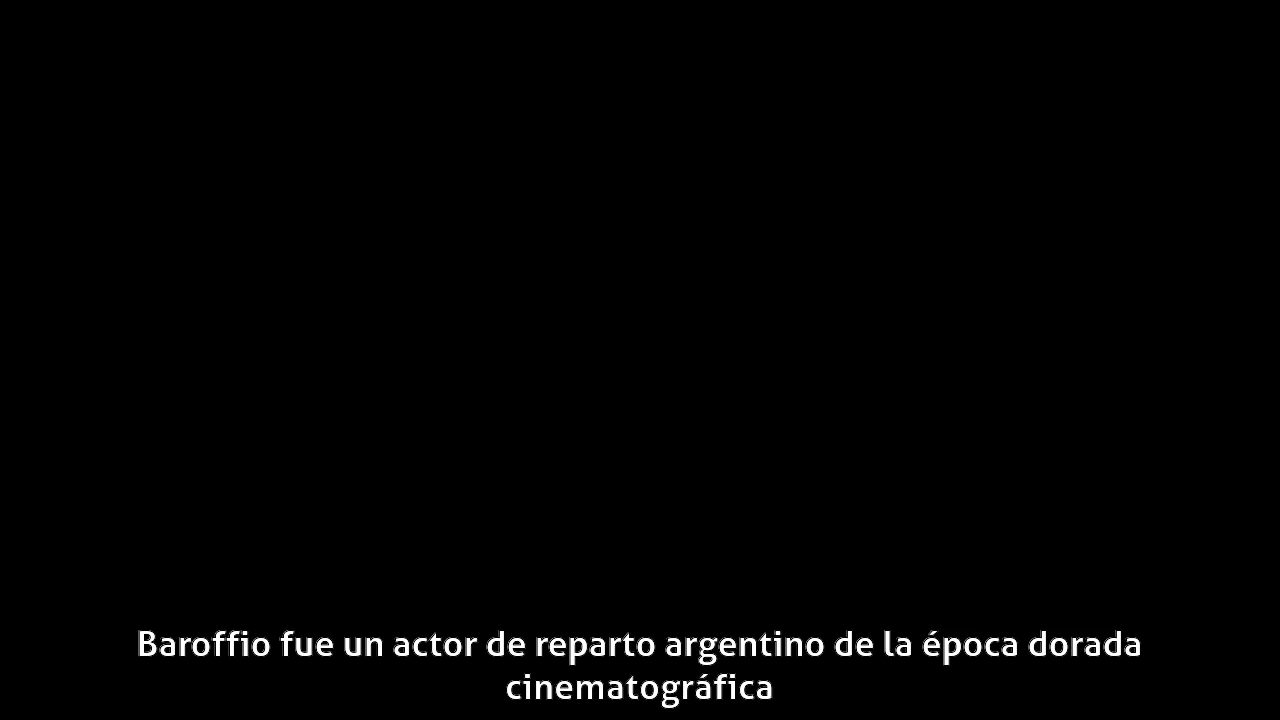 Baroffio fue un actor de reparto argentino de la época dorada
cinematográfica